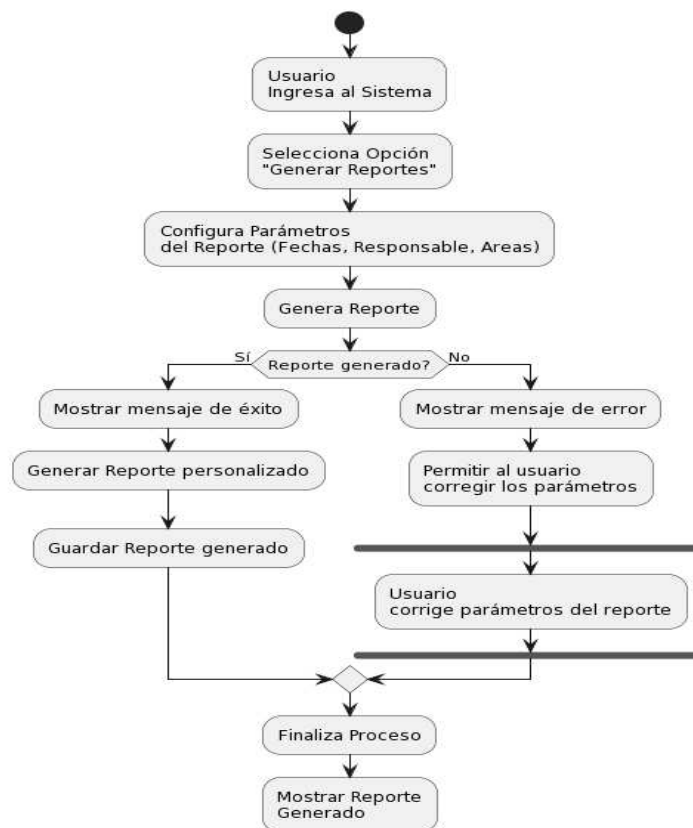 Usuario
Ingresa al Sistema
Selecciona Opción
"Generar Reportes"
Configura Parámetros
del Reporte (Fechas, Responsable, Areas)
Genera Reporte
Sí
Reporte generado?
No
Mostrar mensaje de éxito
Mostrar mensaje de error
Generar Reporte personalizado
Permitir al usuario
corregir los parámetros
Guardar Reporte generado
Usuario
corrige parámetros del reporte
Finaliza Proceso
Mostrar Reporte
Generado